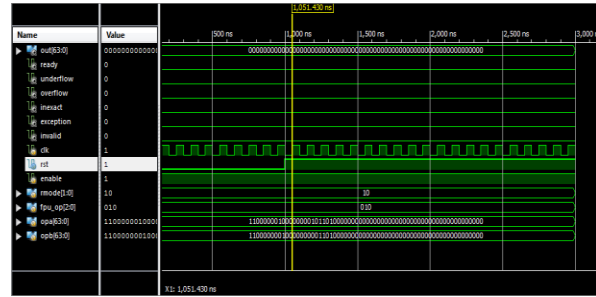 1,051.430 ns
Name Value 500 ns 1,000 ns 1,500 ns 2,000 ns 2,500 ns 3,000
out[63:0]
ready 0
underflow 0
overflow 0
inexact 0
exception 0
invalid 0
clk 1
rst 1
enable 1
rmode[1:0] 10 10
fpu_op[2:0] 010 010
opa[63:0]
opb[63:0]
X1: 1,051.430 ns